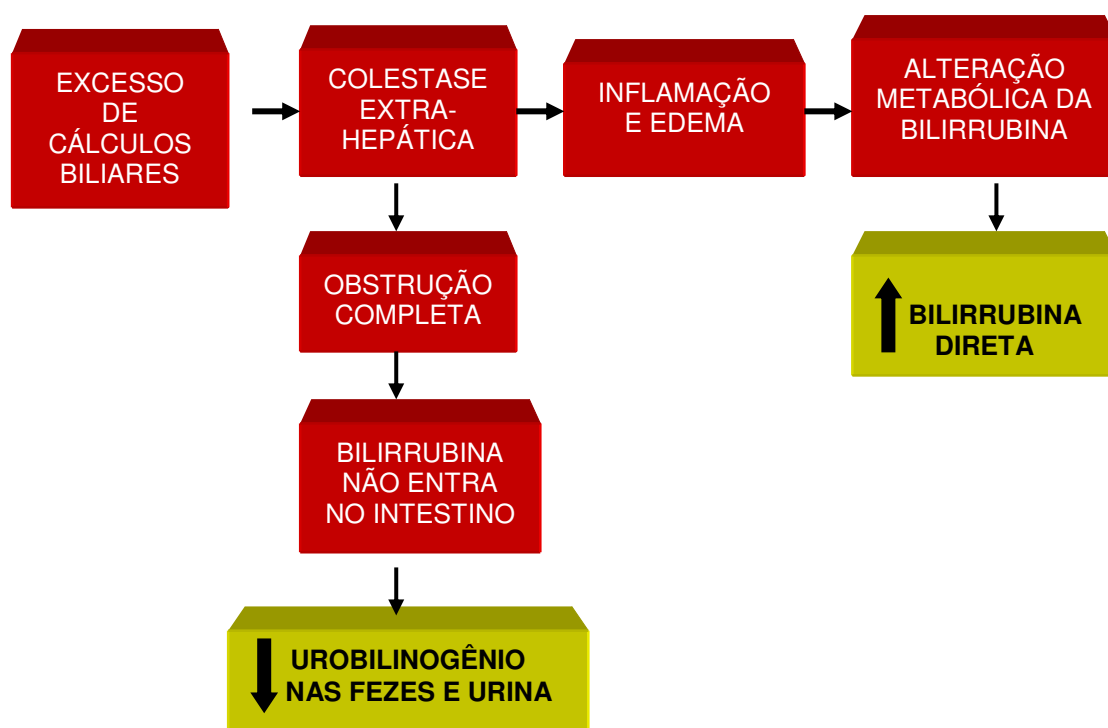 EXCESSO
DE
CÁLCULOS
BILIARES
COLESTASE
EXTRA-
HEPÁTICA
INFLAMAÇÃO
E EDEMA
ALTERAÇÃO
METABÓLICA DA
BILIRRUBINA
OBSTRUÇÃO
COMPLETA
BILIRRUBINA
DIRETA
BILIRRUBINA
NÃO ENTRA
NO INTESTINO
UROBILINOGÊNIO
NAS FEZES E URINA